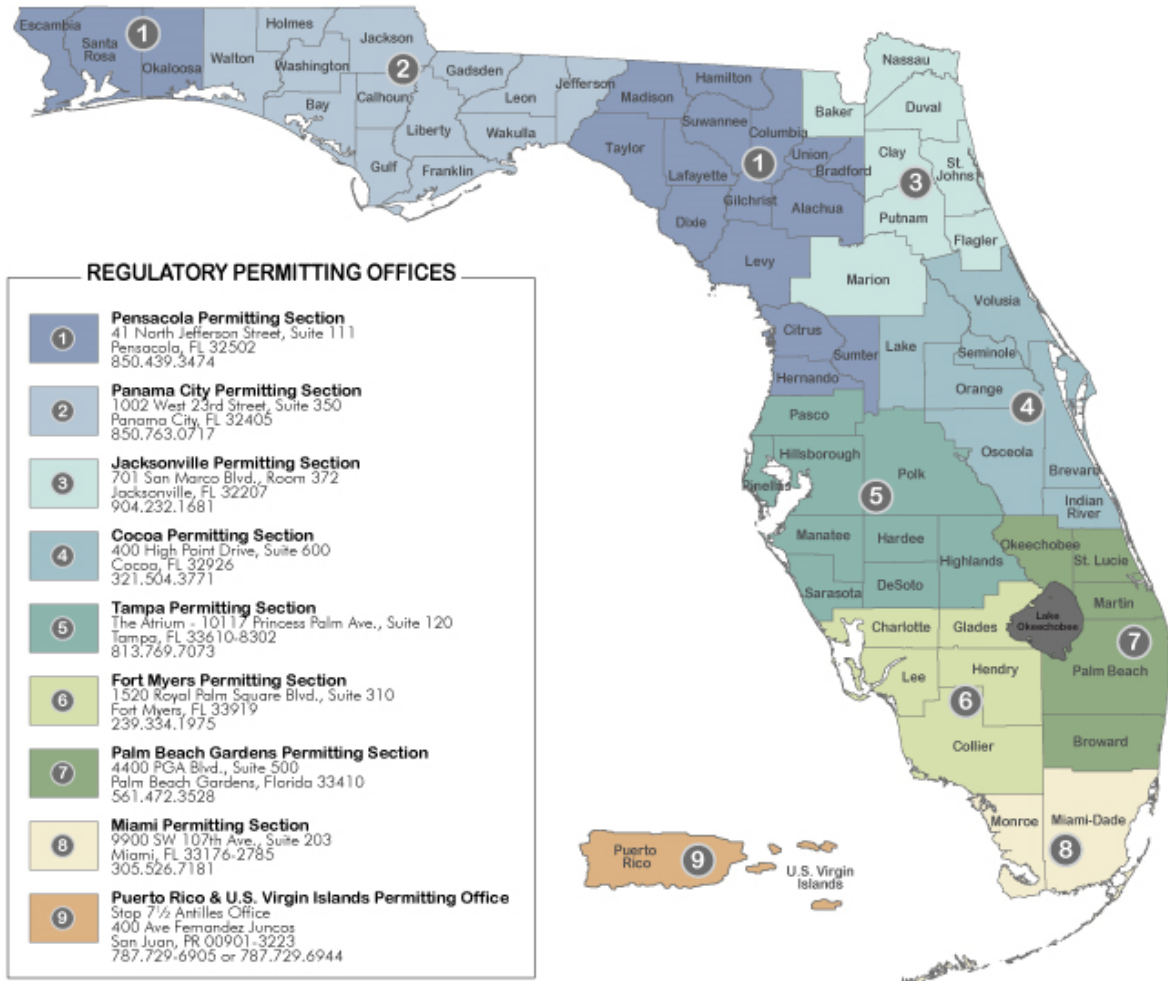 Escambia
Santa
Rosa
1
Okaloosa
Walton
Holmes
Washington
Jackson
2
Bay
Calhoun
Gulf
Gadsden
Liberty
Franklin
Leon
Wakulla
Jefferson
Madison
Taylor
Hamilton
Suwannee
Lafayette
Dixie
Columbia
1
Gilchrist
Union
Bradford
Alachua
Levy
Baker
Nassau
Duval
Clay
St.
Johns
3
Putnam
Flagler
Marion
Citrus
Hernando
Sumter
Lake
Volusia
Seminole
Orange
4
Osceola
Brevard
Indian
River
Pasco
Hillsborough
Pinellas
Polk
5
Manatee
Hardee
Highlands
Sarasota
DeSoto
Okeechobee
St. Lucie
Martin
Lake
Okeechobee
7
Palm Beach
Broward
Charlotte
Glades
Lee
Hendry
6
Collier
Monroe
Miami-Dade
8
Puerto
Rico
9
U.S. Virgin
Islands
REGULATORY PERMITTING OFFICES
1
Pensacola Permitting Section
41 North Jefferson Street, Suite 111
Pensacola, FL 32502
850.439.3474
2
Panama City Permitting Section
1002 West 23rd Street, Suite 350
Panama City, FL 32405
850.763.0717
3
Jacksonville Permitting Section
701 San Marco Blvd., Room 372
Jacksonville, FL 32207
904.232.1681
4
Cocoa Permitting Section
400 High Point Drive, Suite 600
Cocoa, FL 32926
321.504.3771
5
Tampa Permitting Section
The Atrium - 10117 Princess Palm Ave., Suite 120
Tampa, FL 33610-8302
813.769.7073
6
Fort Myers Permitting Section
1520 Royal Palm Square Blvd., Suite 310
Fort Myers, FL 33919
239.334.1975
7
Palm Beach Gardens Permitting Section
4400 PGA Blvd., Suite 500
Palm Beach Gardens, Florida 33410
561.472.3528
8
Miami Permitting Section
9900 SW 107th Ave., Suite 203
Miami, FL 33176-2785
305.526.7181
9
Puerto Rico & U.S. Virgin Islands Permitting Office
Stop 7½ Antilles Office
400 Ave Fernandez Juncos
San Juan, PR 00901-3223
787.729-6905 or 787.729.6944